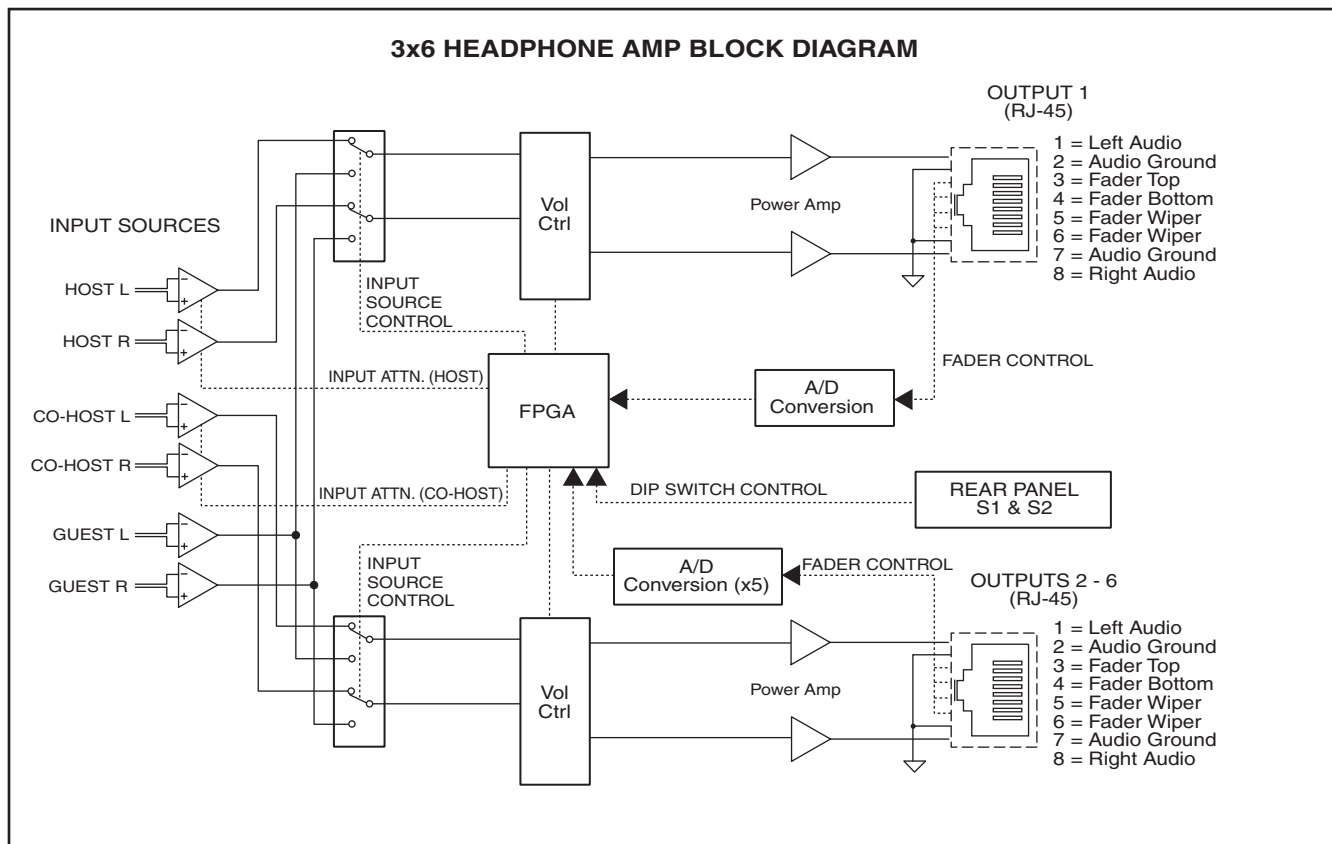 3x6 HEADPHONE AMP BLOCK DIAGRAM
OUTPUT 1
(RJ-45)
1 = Left Audio
2 = Audio Ground
3 = Fader Top
4 = Fader Bottom
5 = Fader Wiper
6 = Fader Wiper
7 = Audio Ground
8 = Right Audio
Vol
Ctrl
Power Amp
INPUT SOURCES
HOST L
- +
HOST R
- +
CO-HOST L
- +
CO-HOST R
- +
GUEST L
- +
GUEST R
- +
INPUT
SOURCE
CONTROL
INPUT ATTN. (HOST)
FPGA
A/D
Conversion
FADER CONTROL
INPUT ATTN. (CO-HOST)
DIP SWITCH CONTROL
REAR PANEL
S1 & S2
INPUT
SOURCE
CONTROL
A/D
Conversion (x5)
FADER CONTROL
OUTPUTS 2 - 6
(RJ-45)
1 = Left Audio
2 = Audio Ground
3 = Fader Top
4 = Fader Bottom
5 = Fader Wiper
6 = Fader Wiper
7 = Audio Ground
8 = Right Audio
Vol
Ctrl
Power Amp